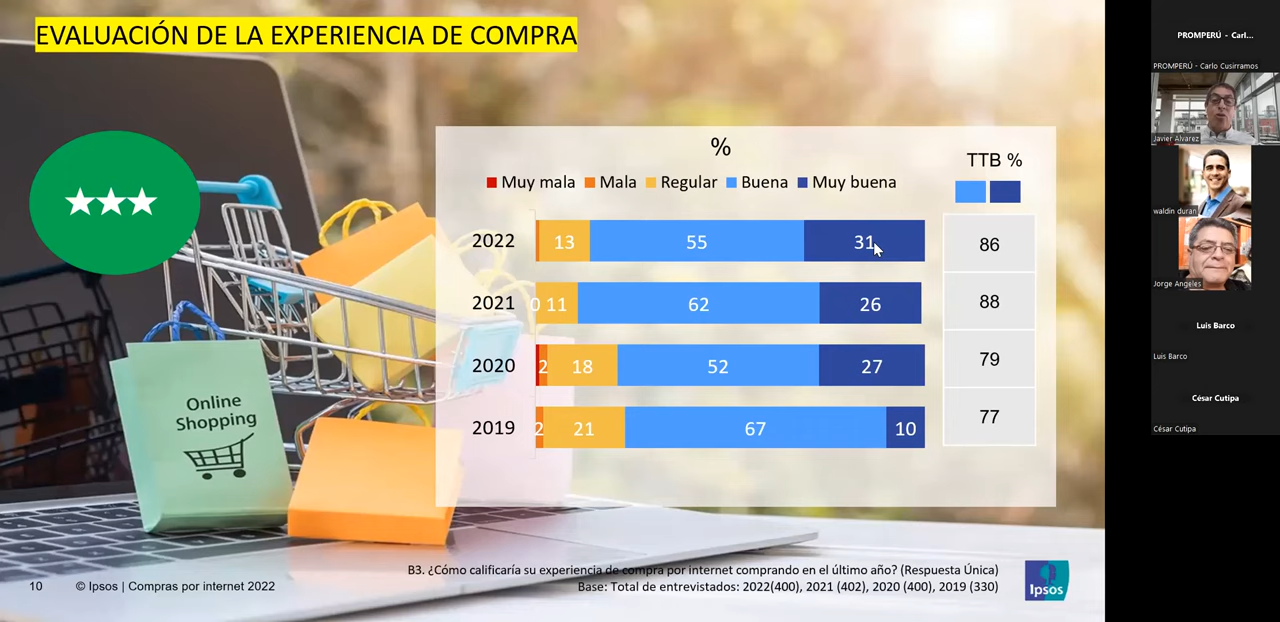 EVALUACIÓN DE LA EXPERIENCIA DE COMPRA
%
TTB %
Muy mala Mala Regular Buena Muy buena
2022 13 55 31 86
2021 0 11 62 26 88
2020 2 18 52 27 79
2019 2 21 67 10 77
Online
Shopping
B3. ¿Cómo calificaría su experiencia de compra por internet comprando en el último año? (Respuesta Única)
Base: Total de entrevistados: 2022(400), 2021 (402), 2020 (400), 2019 (330)
10 © Ipsos | Compras por internet 2022
Ipsos
PROMPERÚ - Carl...
PROMPERÚ - Carlo Cusirramos
Javier Alvarez
waldin duran
Jorge Angeles
Luis Barco
Luis Barco
César Cutipa
César Cutipa